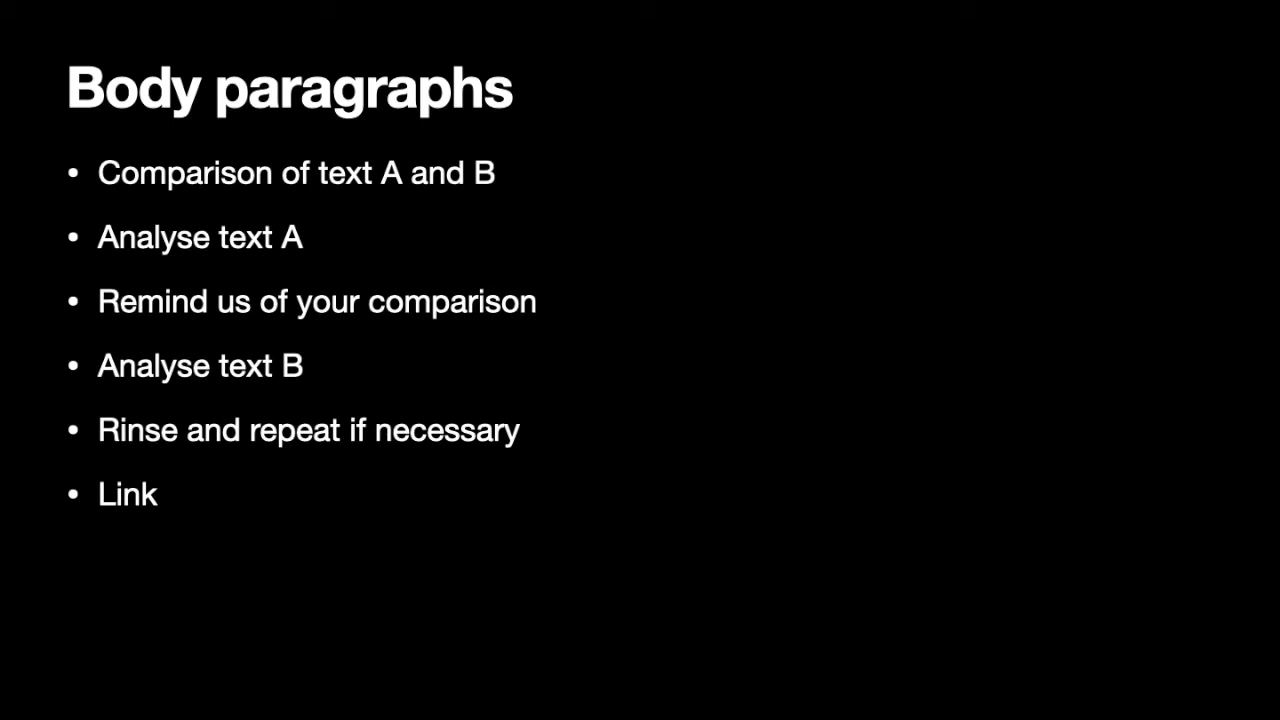 Body paragraphs
• Comparison of text A and B
• Analyse text A
• Remind us of your comparison
• Analyse text B
• Rinse and repeat if necessary
• Link